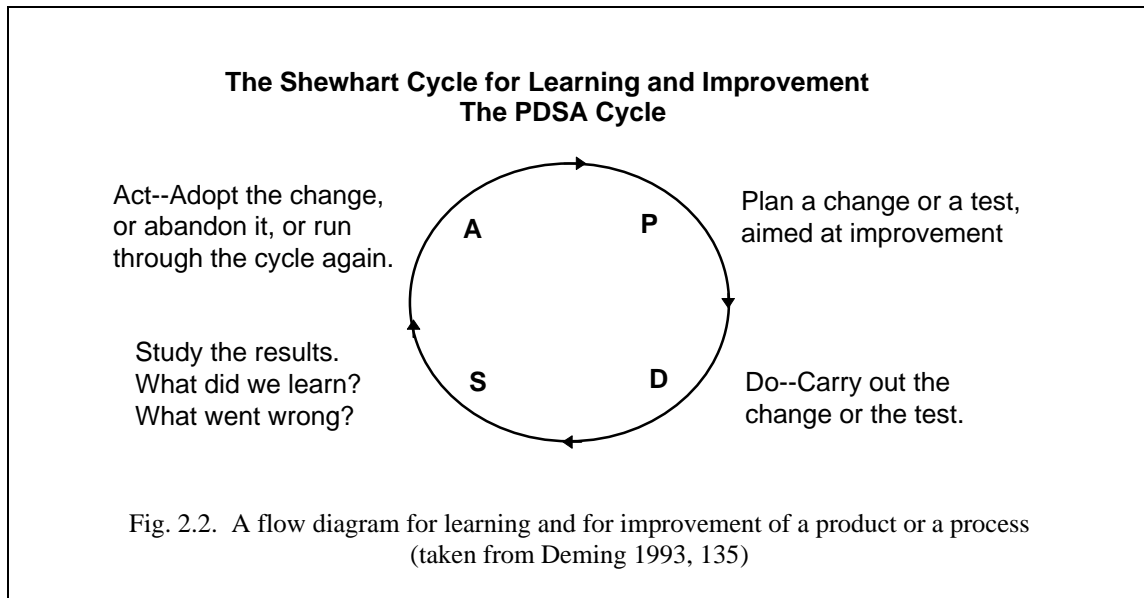 The Shewhart Cycle for Learning and Improvement
The PDSA Cycle
Act--Adopt the change,
or abandon it, or run
through the cycle again.
A
P
Plan a change or a test,
aimed at improvement
Study the results.
What did we learn?
What went wrong?
S
D
Do--Carry out the
change or the test.
Fig. 2.2.  A flow diagram for learning and for improvement of a product or a process
(taken from Deming 1993, 135)